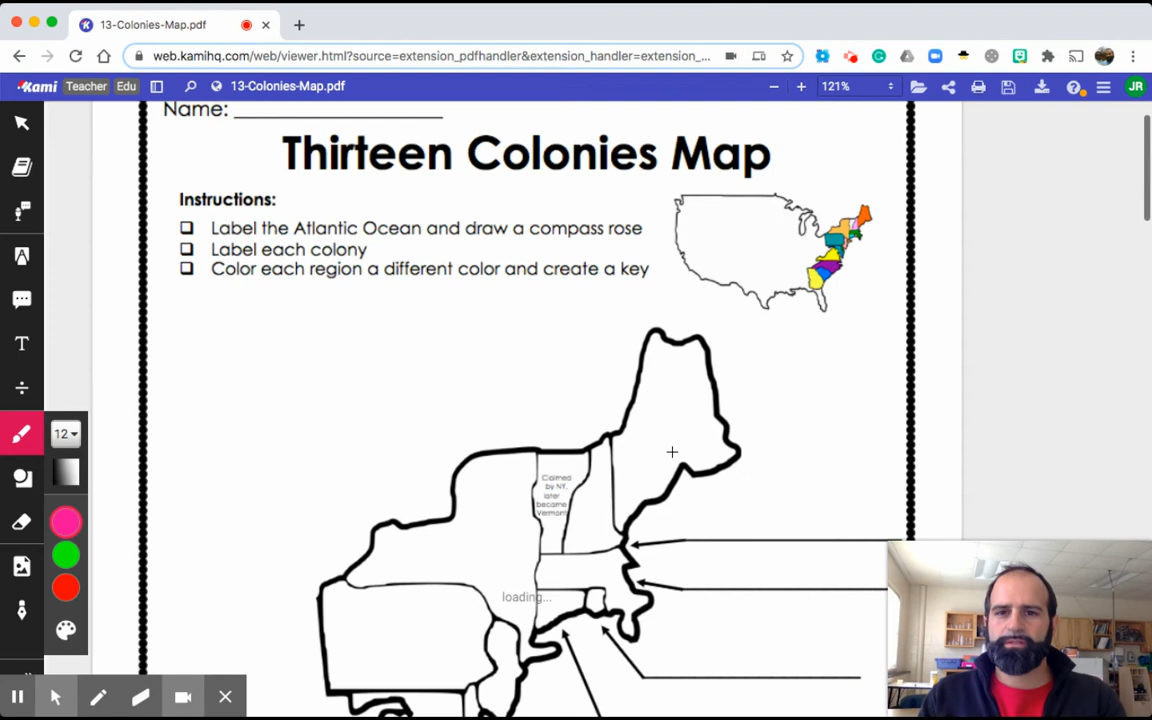 13-Colonies-Map.pdf
web.kamihq.com/web/viewer.html?source=extension_pdfhandler&extension_handler=extension_...
Kami Teacher Edu 13-Colonies-Map.pdf 121% JR
Name:
Thirteen Colonies Map
Instructions:
Label the Atlantic Ocean and draw a compass rose
Label each colony
Color each region a different color and create a key
12
Claimed
by NY,
later
became
Vermont
loading...